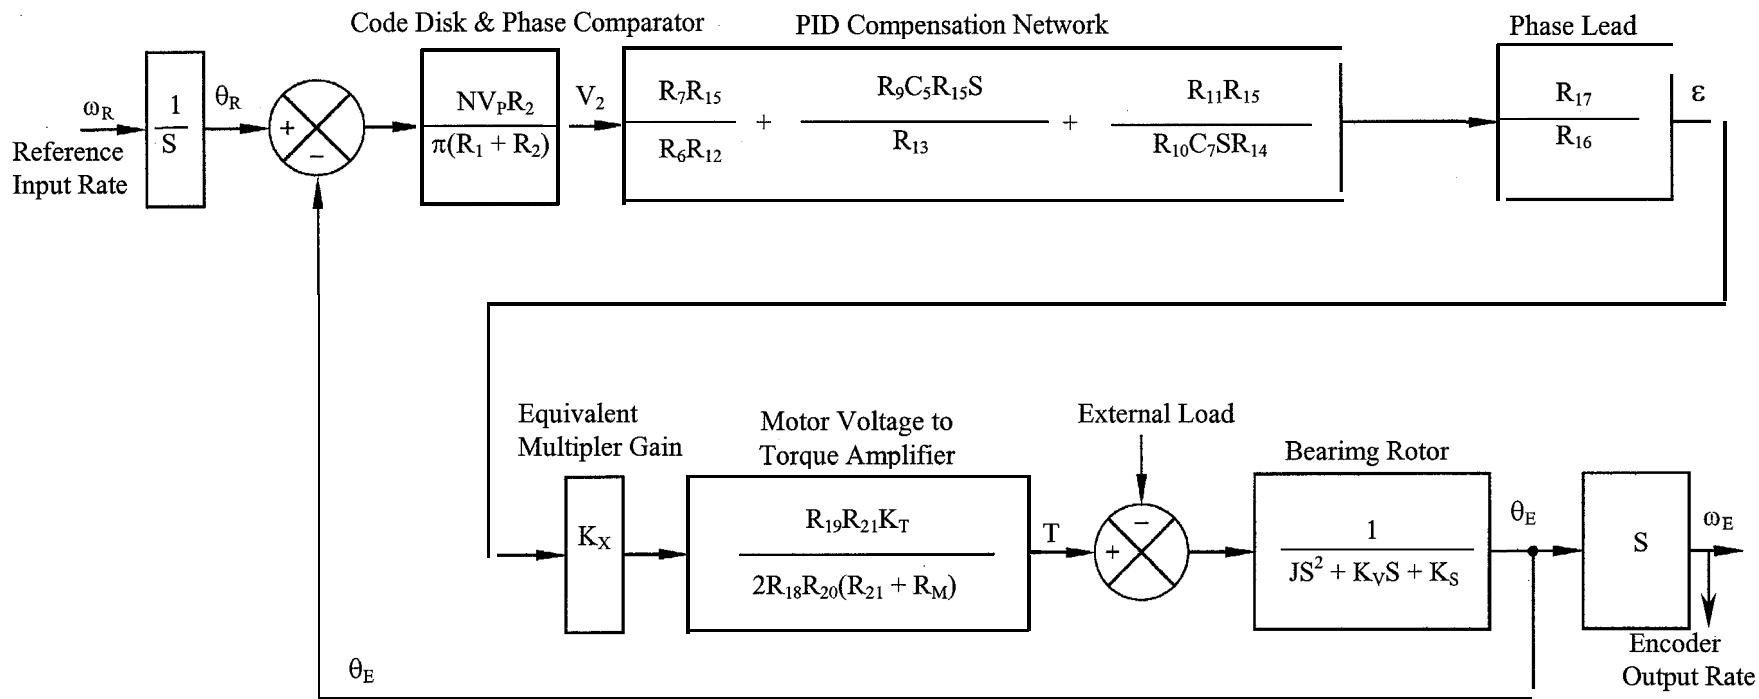 Code Disk & Phase Comparator
PID Compensation Network
Phase Lead
ω_R
Reference
Input Rate
1
S
θ_R
+
−
NV_PR_2
π(R_1 + R_2)
V_2
R_7R_15
R_6R_12
+
R_9C_5R_15S
R_13
+
R_11R_15
R_10C_7SR_14
R_17
R_16
ε
Equivalent
Multipler Gain
K_X
Motor Voltage to
Torque Amplifier
R_19R_21K_T
2R_18R_20(R_21 + R_M)
T
External Load
−
+
Bearimg Rotor
1
JS^2 + K_VS + K_S
θ_E
S
ω_E
Encoder
Output Rate
θ_E